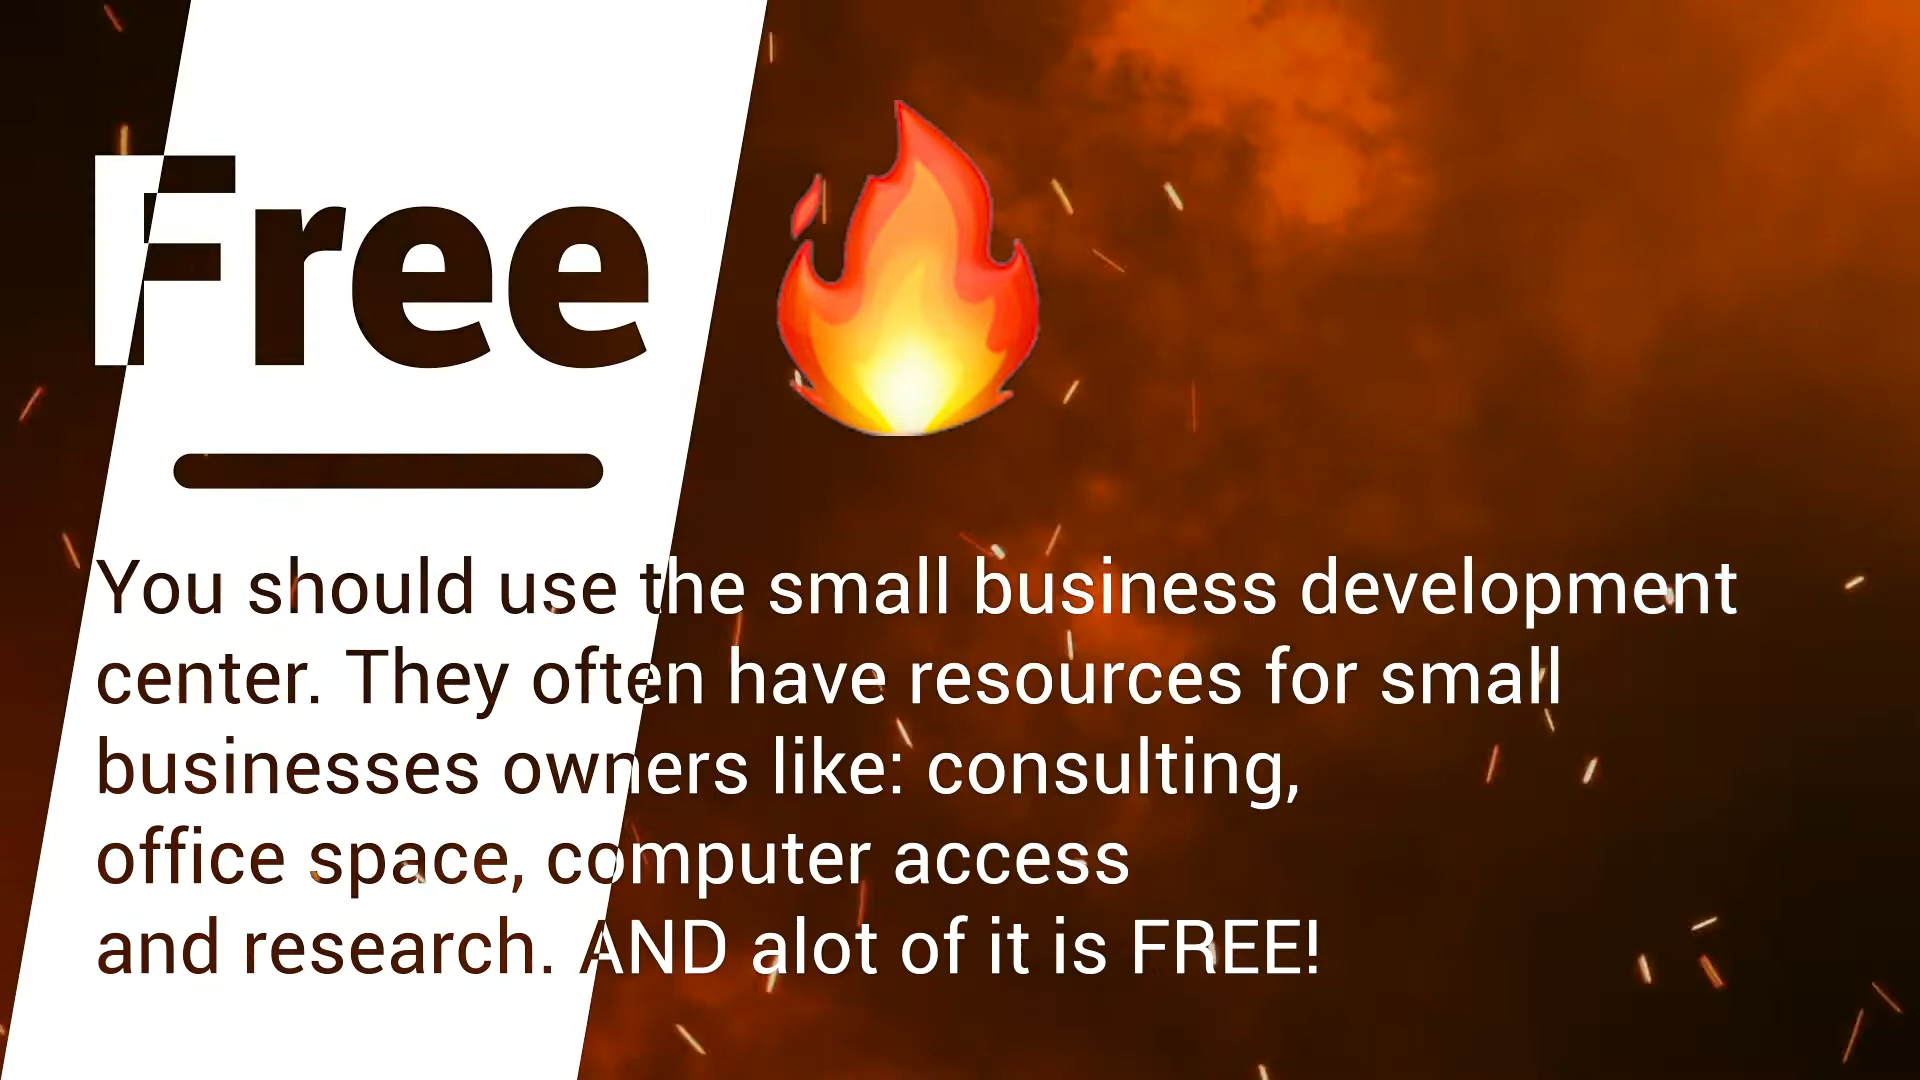 Free
You should use the small business development
center. They often have resources for small
businesses owners like: consulting,
office space, computer access
and research. AND alot of it is FREE!